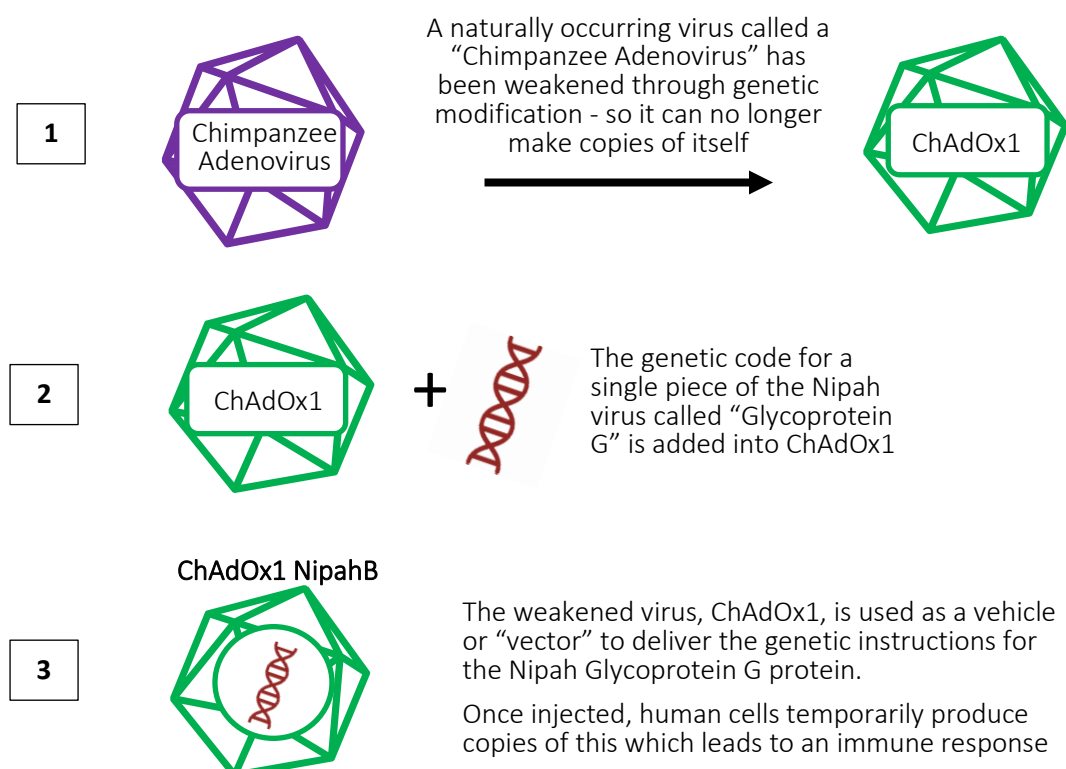 A naturally occurring virus called a
“Chimpanzee Adenovirus” has
been weakened through genetic
modification - so it can no longer
make copies of itself
1
Chimpanzee
Adenovirus
ChAdOx1
2
ChAdOx1
+
The genetic code for a
single piece of the Nipah
virus called “Glycoprotein
G” is added into ChAdOx1
ChAdOx1 NipahB
3
The weakened virus, ChAdOx1, is used as a vehicle
or “vector” to deliver the genetic instructions for
the Nipah Glycoprotein G protein.
Once injected, human cells temporarily produce
copies of this which leads to an immune response